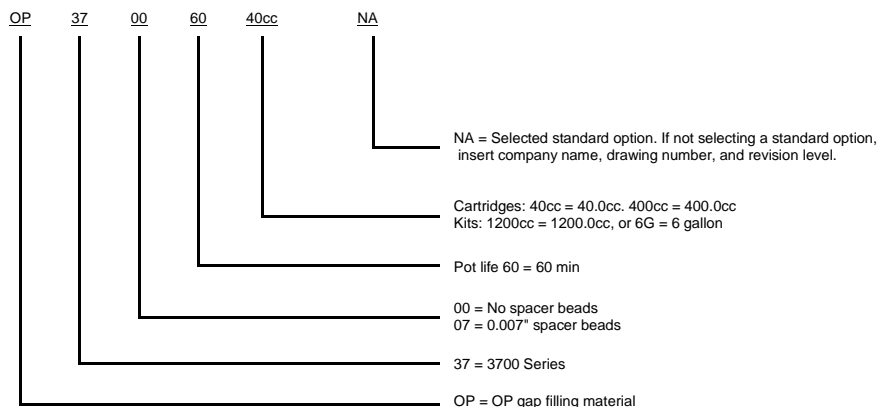 OP 37 00 60 40cc NA
NA = Selected standard option. If not selecting a standard option,
insert company name, drawing number, and revision level.
Cartridges: 40cc = 40.0cc. 400cc = 400.0cc
Kits: 1200cc = 1200.0cc, or 6G = 6 gallon
Pot life 60 = 60 min
00 = No spacer beads
07 = 0.007" spacer beads
37 = 3700 Series
OP = OP gap filling material